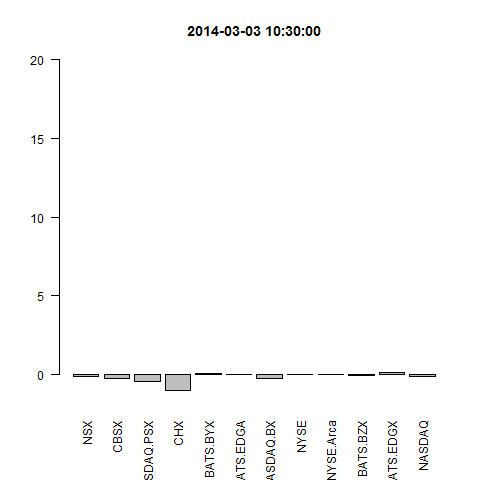 2014-03-03 10:30:00
20
15
10
5
0
NSX
CBSX
SDAQ.PSX
CHX
BATS.BYX
ATS.EDGA
ASDAQ.BX
NYSE
NYSE.Arca
BATS.BZX
ATS.EDGX
NASDAQ